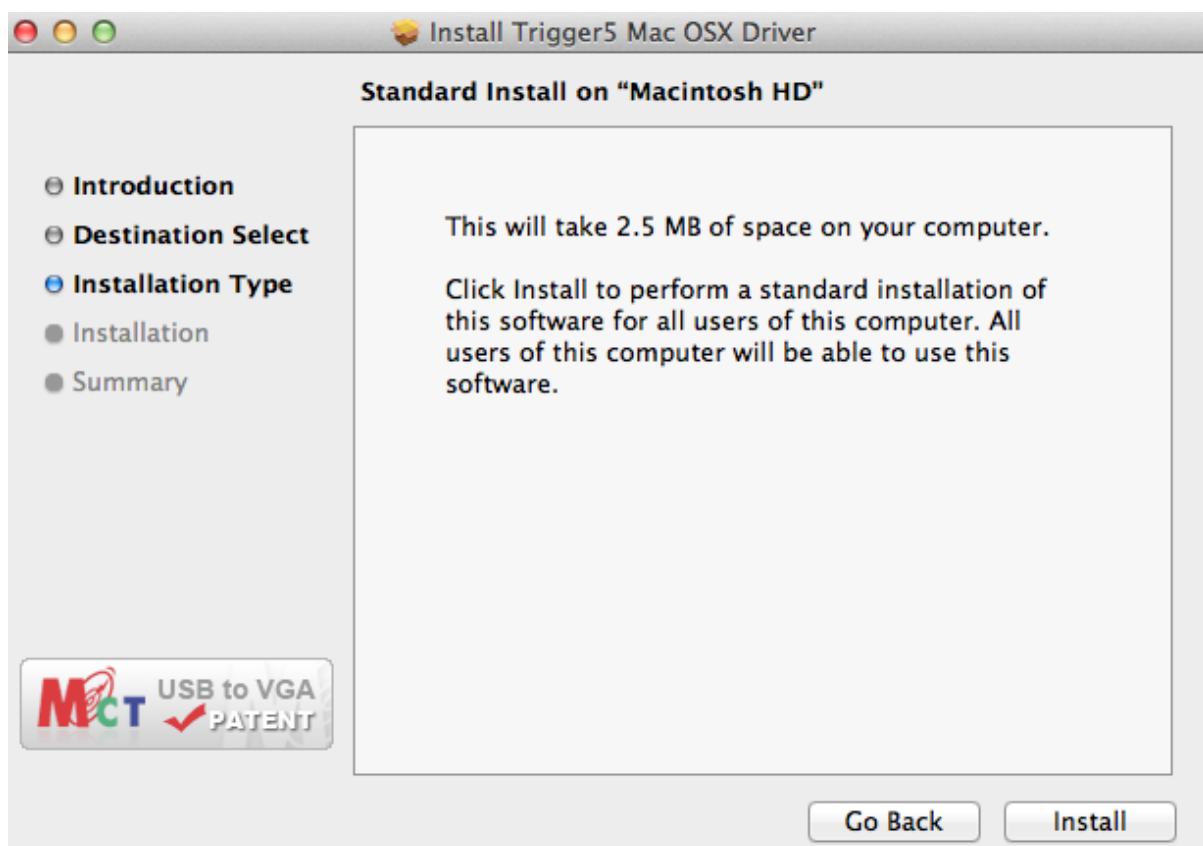 Install Trigger5 Mac OSX Driver
Standard Install on “Macintosh HD”
Introduction
Destination Select
Installation Type
Installation
Summary
This will take 2.5 MB of space on your computer.
Click Install to perform a standard installation of
this software for all users of this computer. All
users of this computer will be able to use this
software.
MCT USB to VGA
PATENT
Go Back Install